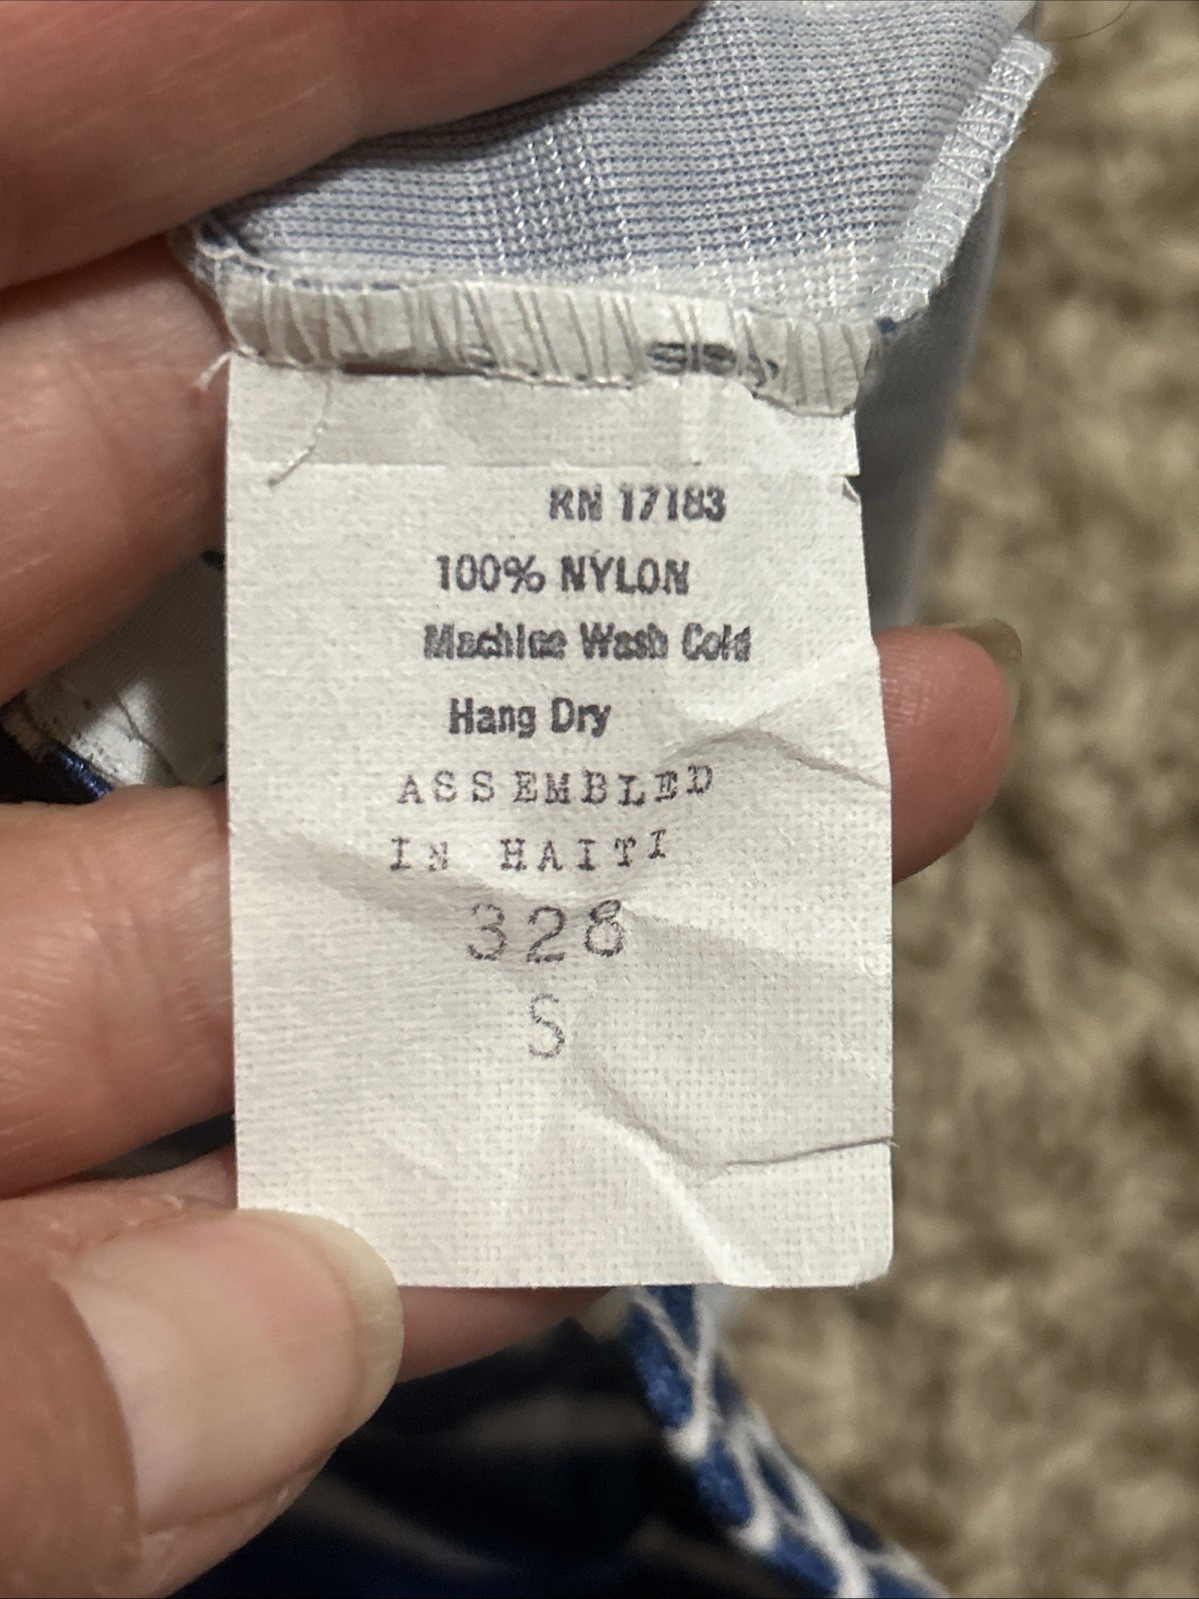 RN 17183
100% NYLON
Machine Wash Cold
Hang Dry
ASSEMBLED
IN HAITI
328
S